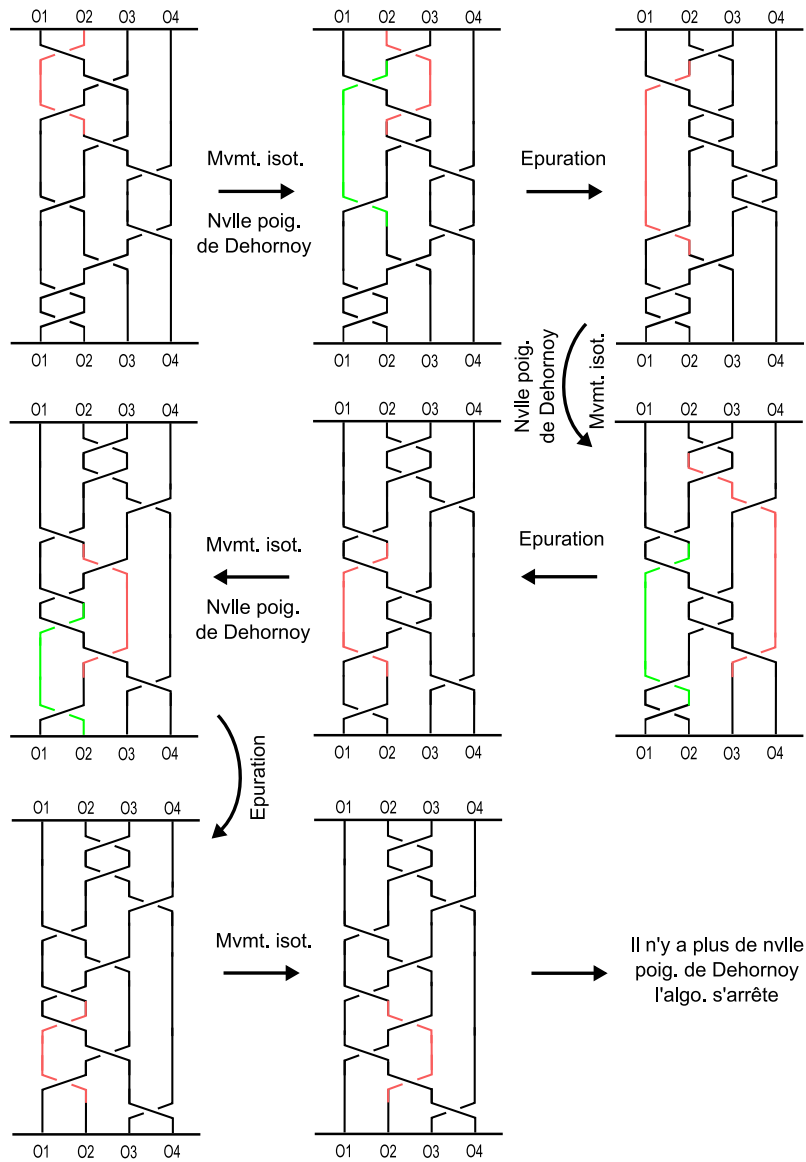 O1 O2 O3 O4
O1 O2 O3 O4
O1 O2 O3 O4
Mvmt. isot.
Nvlle poig.
de Dehornoy
Epuration
O1 O2 O3 O4
O1 O2 O3 O4
O1 O2 O3 O4
Nvlle poig.
de Dehornoy
Mvmt. isot.
O1 O2 O3 O4
O1 O2 O3 O4
O1 O2 O3 O4
Mvmt. isot.
Nvlle poig.
de Dehornoy
Epuration
O1 O2 O3 O4
O1 O2 O3 O4
O1 O2 O3 O4
Epuration
O1 O2 O3 O4
O1 O2 O3 O4
Mvmt. isot.
Il n'y a plus de nvlle
poig. de Dehornoy
l'algo. s'arrête
O1 O2 O3 O4
O1 O2 O3 O4